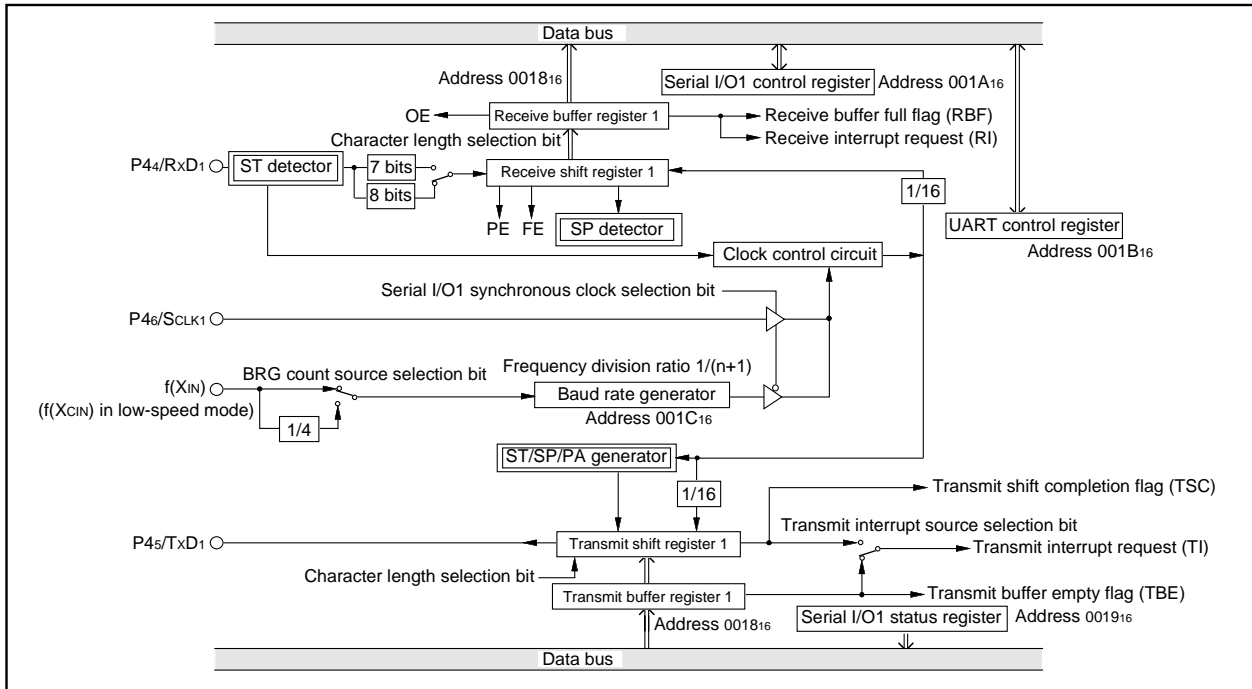 Data bus
Address 001816
Serial I/O1 control register Address 001A16
OE
Receive buffer register 1
Receive buffer full flag (RBF)
Receive interrupt request (RI)
Character length selection bit
P44/RXD1
ST detector
7 bits
8 bits
Receive shift register 1
1/16
PE FE
SP detector
UART control register
Address 001B16
Clock control circuit
Serial I/O1 synchronous clock selection bit
P46/SCLK1
f(XIN)
(f(XCIN) in low-speed mode)
BRG count source selection bit
1/4
Frequency division ratio 1/(n+1)
Baud rate generator
Address 001C16
ST/SP/PA generator
1/16
Transmit shift completion flag (TSC)
Transmit interrupt source selection bit
P45/TXD1
Transmit shift register 1
Transmit interrupt request (TI)
Character length selection bit
Transmit buffer register 1
Transmit buffer empty flag (TBE)
Address 001816
Serial I/O1 status register Address 001916
Data bus